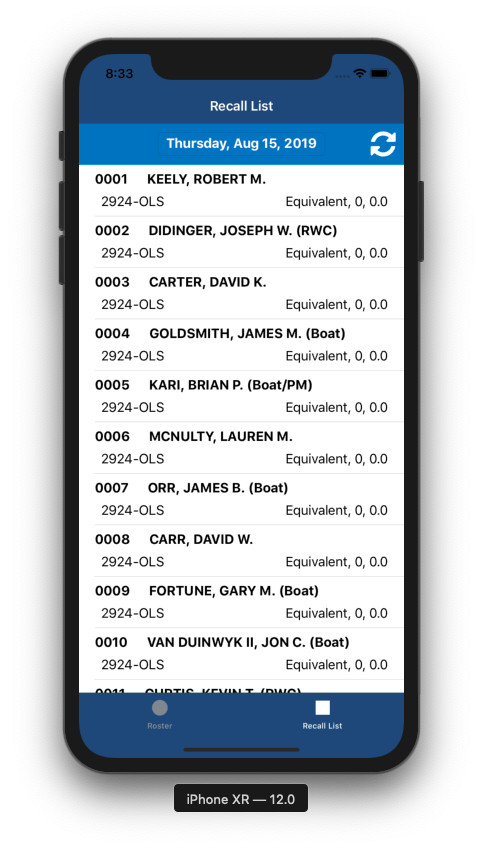 8:33
Recall List
Thursday, Aug 15, 2019
0001 KEELY, ROBERT M.
2924-OLS Equivalent, 0, 0.0
0002 DIDINGER, JOSEPH W. (RWC)
2924-OLS Equivalent, 0, 0.0
0003 CARTER, DAVID K.
2924-OLS Equivalent, 0, 0.0
0004 GOLDSMITH, JAMES M. (Boat)
2924-OLS Equivalent, 0, 0.0
0005 KARI, BRIAN P. (Boat/PM)
2924-OLS Equivalent, 0, 0.0
0006 MCNULTY, LAUREN M.
2924-OLS Equivalent, 0, 0.0
0007 ORR, JAMES B. (Boat)
2924-OLS Equivalent, 0, 0.0
0008 CARR, DAVID W.
2924-OLS Equivalent, 0, 0.0
0009 FORTUNE, GARY M. (Boat)
2924-OLS Equivalent, 0, 0.0
0010 VAN DUINWYK II, JON C. (Boat)
2924-OLS Equivalent, 0, 0.0
0011 CURTIS, KEVIN T. (RWC)
Roster Recall List
iPhone XR — 12.0